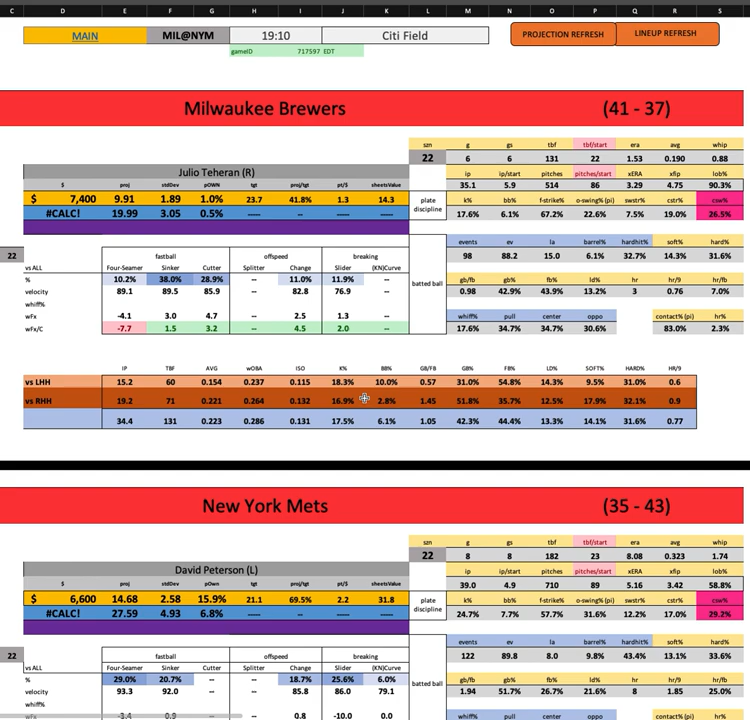 C D E F G H I J K L M N O P Q R S
MAIN MIL@NYM 19:10 Citi Field PROJECTION REFRESH LINEUP REFRESH
gameID 717597 EDT
Milwaukee Brewers (41 - 37)
szn g gs tbf tbf/start era avg whip
22 6 6 131 22 1.53 0.190 0.88
Julio Teheran (R) ip ip/start pitches pitches/start xERA xfip lob%
$ proj stdDev pOWN tgt proj/tgt pt/$ sheetsValue 35.1 5.9 514 86 3.29 4.75 90.3%
$ 7,400 9.91 1.89 1.0% 23.7 41.8% 1.3 14.3 plate discipline k% bb% f-strike% o-swing% (pi) swstr% cstr% csw%
#CALC! 19.99 3.05 0.5% ---- -- ---- -- 17.6% 6.1% 67.2% 22.6% 7.5% 19.0% 26.5%
22 fastball offspeed breaking batted ball events ev la barrel% hardhit% soft% hard%
98 88.2 15.0 6.1% 32.7% 14.3% 31.6%
vs ALL Four-Seamer Sinker Cutter Splitter Change Slider (KN)Curve
% 10.2% 38.0% 28.9% -- 11.0% 11.9% -- gb/fb gb% fb% ld% hr hr/9 hr/fb
velocity 89.1 89.5 85.9 82.8 76.9 0.98 42.9% 43.9% 13.2% 3 0.76 7.0%
whiff%
wFx -4.1 3.0 4.7 2.5 1.3 whiff% pull center oppo contact% (pi) hr%
wFx/C -7.7 1.5 3.2 -- 4.5 2.0 -- 17.6% 34.7% 34.7% 30.6% 83.0% 2.3%
IP TBF AVG wOBA ISO K% BB% GB/FB GB% FB% LD% SOFT% HARD% HR/9
vs LHH 15.2 60 0.154 0.237 0.115 18.3% 10.0% 0.57 31.0% 54.8% 14.3% 9.5% 31.0% 0.6
vs RHH 19.2 71 0.221 0.264 0.132 16.9% 2.8% 1.45 51.8% 35.7% 12.5% 17.9% 32.1% 0.9
34.4 131 0.223 0.286 0.131 17.5% 6.1% 1.05 42.3% 44.4% 13.3% 14.1% 31.6% 0.77
New York Mets (35 - 43)
szn g gs tbf tbf/start era avg whip
22 8 8 182 23 8.08 0.323 1.74
David Peterson (L) ip ip/start pitches pitches/start xERA xfip lob%
$ proj stdDev pOwn tgt proj/tgt pt/$ sheetsValue 39.0 4.9 710 89 5.16 3.42 58.8%
$ 6,600 14.68 2.58 15.9% 21.1 69.5% 2.2 31.8 plate discipline k% bb% f-strike% o-swing% (pi) swstr% cstr% csw%
#CALC! 27.59 4.93 6.8% ---- -- ---- -- 24.7% 7.7% 57.7% 31.6% 12.2% 17.0% 29.2%
22 fastball offspeed breaking batted ball events ev la barrel% hardhit% soft% hard%
122 89.8 8.0 9.8% 43.4% 13.1% 33.6%
vs ALL Four-Seamer Sinker Cutter Splitter Change Slider (KN)Curve
% 29.0% 20.7% -- -- 18.7% 25.6% 6.0% gb/fb gb% fb% ld% hr hr/9 hr/fb
velocity 93.3 92.0 85.8 86.0 79.1 1.94 51.7% 26.7% 21.6% 8 1.85 25.0%
whiff%
wFx -3.4 0.9 -- -- 0.8 -10.0 0.0 whiff% pull center oppo contact% (pi) hr%